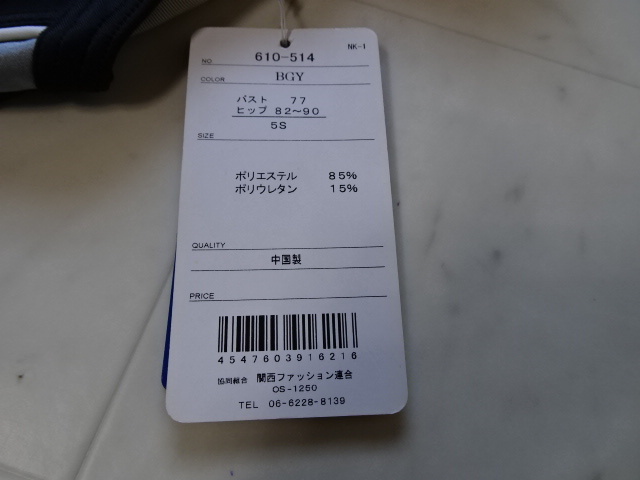 NK-1
NO 610-514
COLOR BGY
バスト 77
ヒップ 82～90
5S
SIZE
ポリエステル 85%
ポリウレタン 15%
QUALITY
中国製
PRICE
4547603916216
協同組合 関西ファッション連合
OS-1260
TEL 06-6228-8139